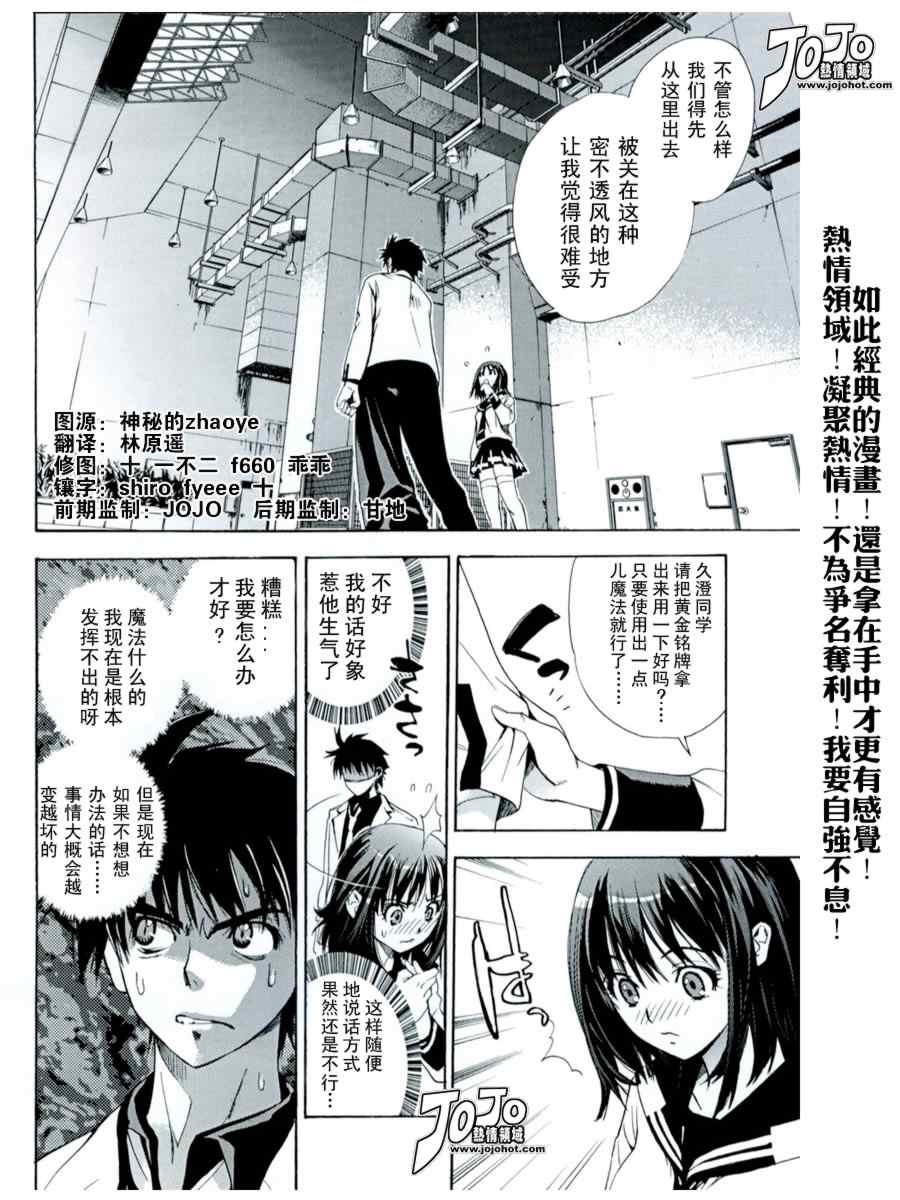 不管怎么样
我们得先
从这里出去
被关在这种
密不透风的地方
让我觉得很难受
图源：神秘的zhaoye
翻译：林原遥
修图：十 一不二 f660 乖乖
镶字：shiro fyeee 十
前期监制：JOJO 后期监制：甘地
久澄同学
请把黄金铭牌拿
出来用一下好吗？
只要使用出一点
儿魔法就行了……
不好
我的话好象
惹他生气了
这样随便
地说话方式
果然还是不行…
糟糕…
我要怎么办
才好？
魔法什么的
我现在是根本
发挥不出的呀
但是现在
如果不想想
办法的话……
事情大概会越
变越坏的
JOJO
熱情領域
www.jojohot.com
如此經典的漫畫！還是拿在手中才更有感覺！
熱情領域！凝聚熱情！不為爭名奪利！我要自強不息！
JOJO
熱情領域
www.jojohot.com